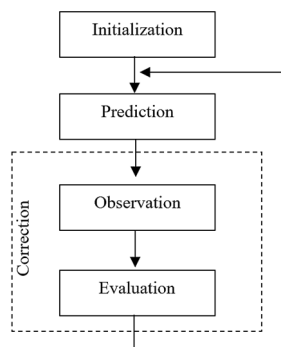 Initialization
Prediction
Correction
Observation
Evaluation